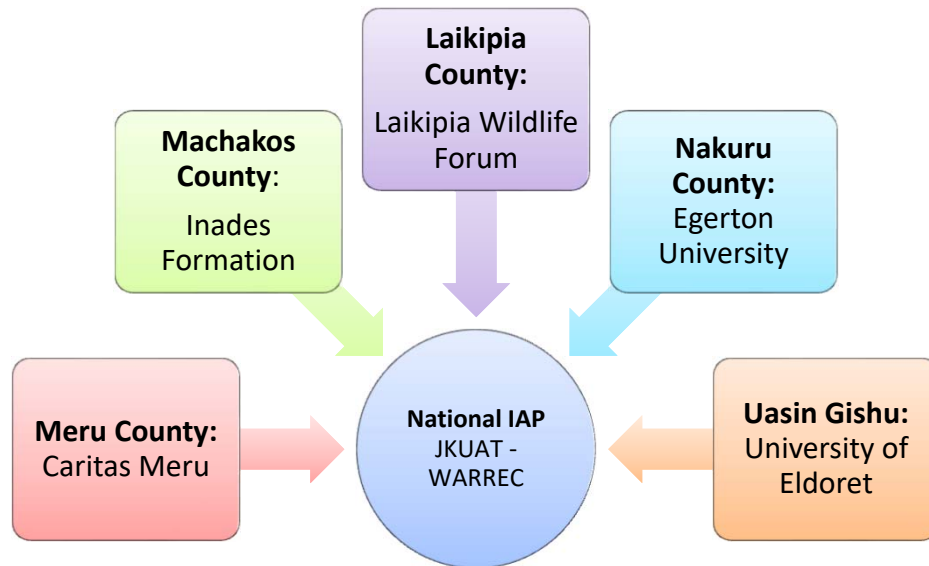 Laikipia
County:
Laikipia Wildlife
Forum
Machakos
County:
Inades
Formation
Nakuru
County:
Egerton
University
Meru County:
Caritas Meru
National IAP
JKUAT -
WARREC
Uasin Gishu:
University of
Eldoret